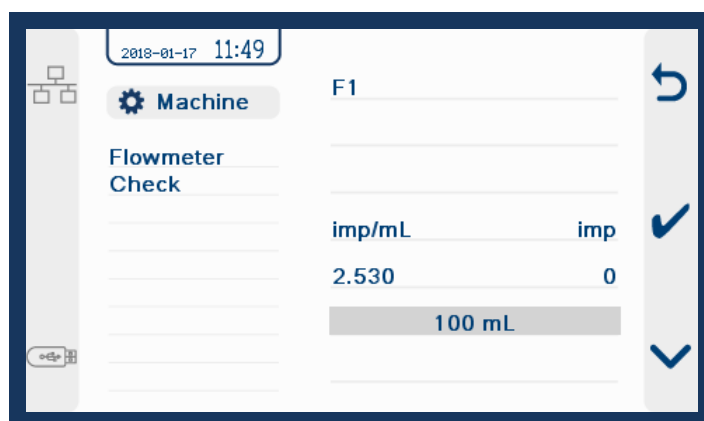 2018-01-17 11:49
Machine
Flowmeter
Check
F1
imp/mL imp
2.530 0
100 mL